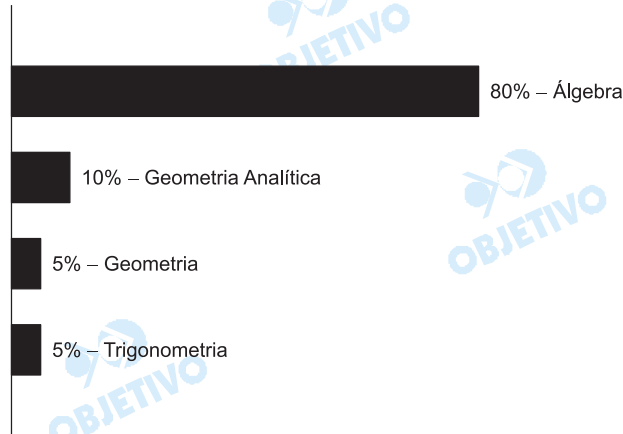 OBJETIVO
80% – Álgebra
10% – Geometria Analítica
OBJETIVO
5% – Geometria
5% – Trigonometria
OBJETIVO